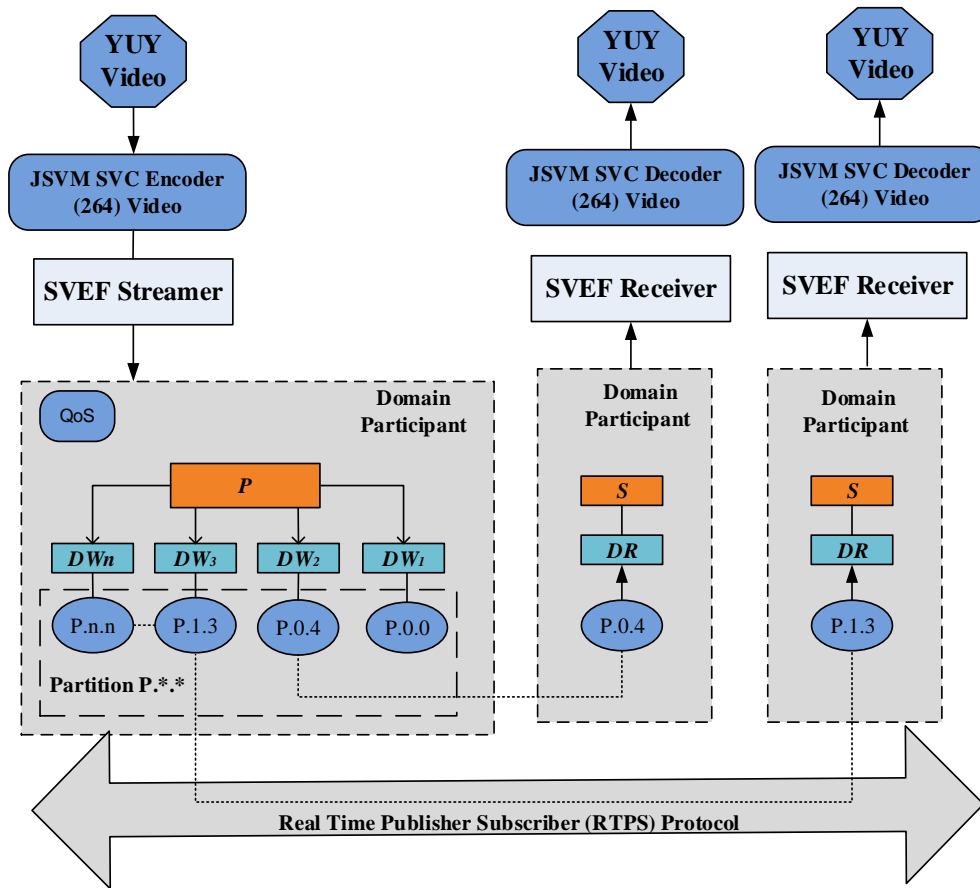 YUY
Video
YUY
Video
YUY
Video
JSVM SVC Encoder
(264) Video
JSVM SVC Decoder
(264) Video
JSVM SVC Decoder
(264) Video
SVEF Streamer
SVEF Receiver
SVEF Receiver
QoS
Domain
Participant
Domain
Participant
Domain
Participant
P
S
S
DWn
DW3
DW2
DW1
DR
DR
P.n.n
P.1.3
P.0.4
P.0.0
P.0.4
P.1.3
Partition P.*.*
Real Time Publisher Subscriber (RTPS) Protocol